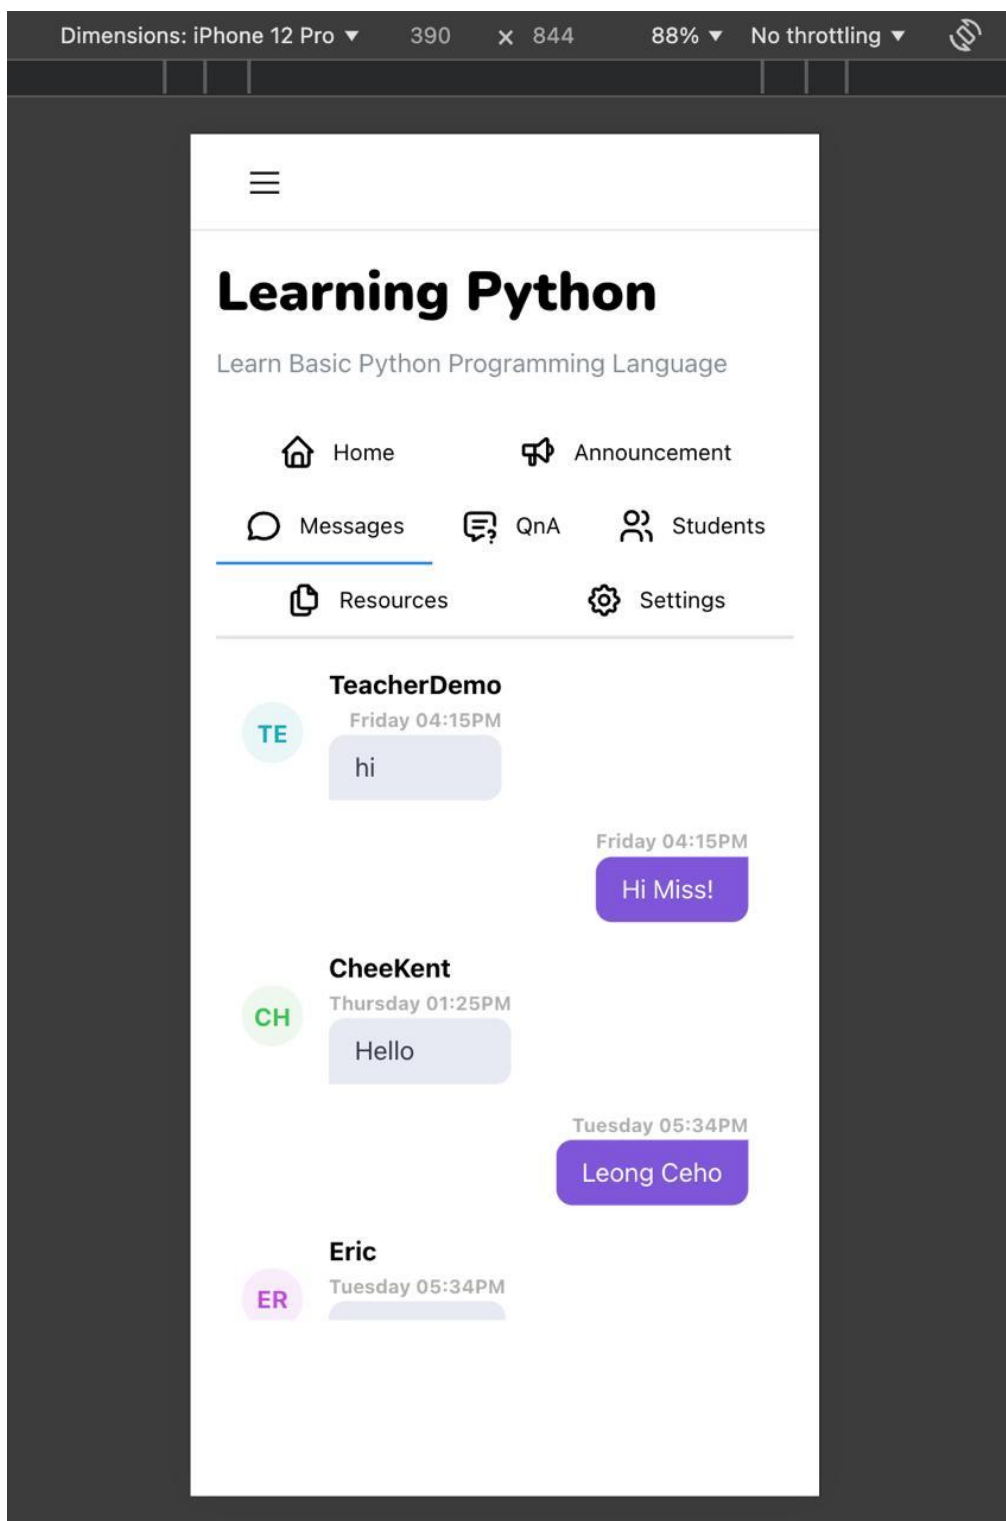 Dimensions: iPhone 12 Pro ▼ 390 × 844 88% ▼ No throttling ▼
Learning Python
Learn Basic Python Programming Language
Home Announcement
Messages QnA Students
Resources Settings
TeacherDemo
Friday 04:15PM
TE
hi
Friday 04:15PM
Hi Miss!
CheeKent
Thursday 01:25PM
CH
Hello
Tuesday 05:34PM
Leong Ceho
Eric
Tuesday 05:34PM
ER